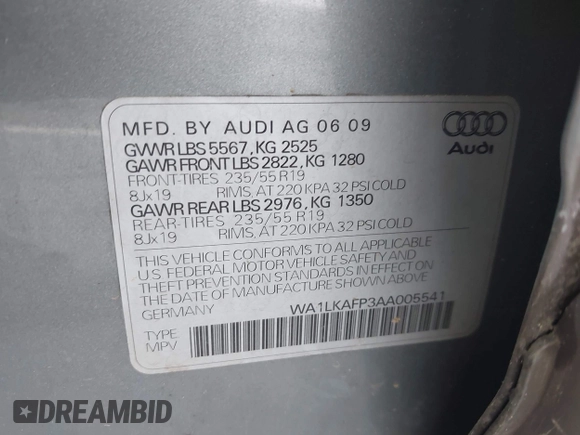 MFD. BY AUDI AG 06 09
GVWR LBS 5567, KG 2525
GAWR FRONT LBS 2822, KG 1280
FRONT-TIRES 235/55 R19
8Jx19 RIMS, AT 220 KPA 32 PSI COLD
GAWR REAR LBS 2976, KG 1350
REAR-TIRES 235/55 R19
8Jx19 RIMS, AT 220 KPA 32 PSI COLD
THIS VEHICLE CONFORMS TO ALL APPLICABLE
U.S. FEDERAL MOTOR VEHICLE SAFETY AND
THEFT PREVENTION STANDARDS IN EFFECT ON THE
DATE OF MANUFACTURE SHOWN ABOVE
GERMANY WA1LKAFP3AA005541
TYPE:
MPV
Audi
DREAMBID